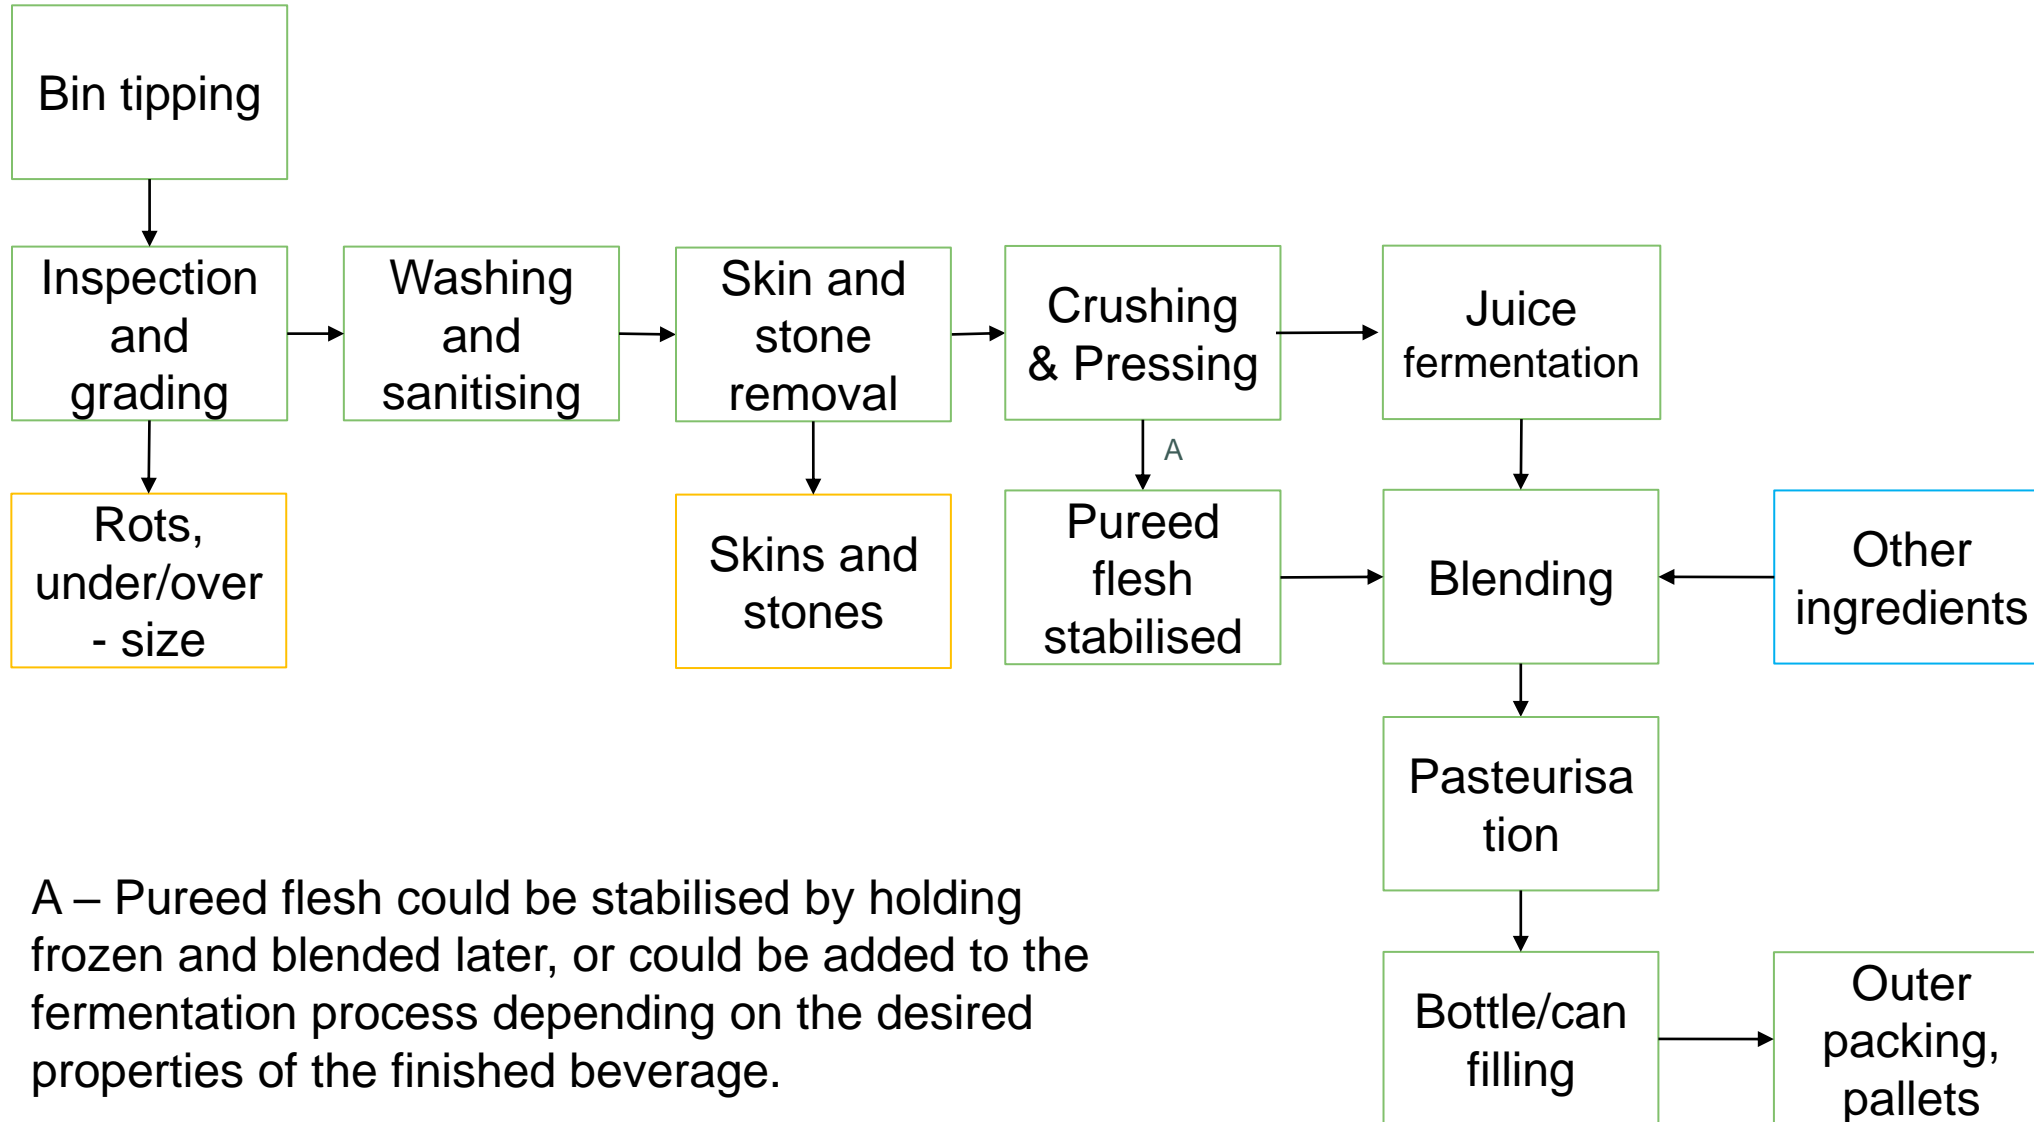 Bin tipping
Inspection
and
grading
Washing
and
sanitising
Skin and
stone
removal
Crushing
& Pressing
Juice
fermentation
A
Rots,
under/over
- size
Skins and
stones
Pureed
flesh
stabilised
Blending
Other
ingredients
Pasteurisa
tion
A – Pureed flesh could be stabilised by holding
frozen and blended later, or could be added to the
fermentation process depending on the desired
properties of the finished beverage.
Bottle/can
filling
Outer
packing,
pallets